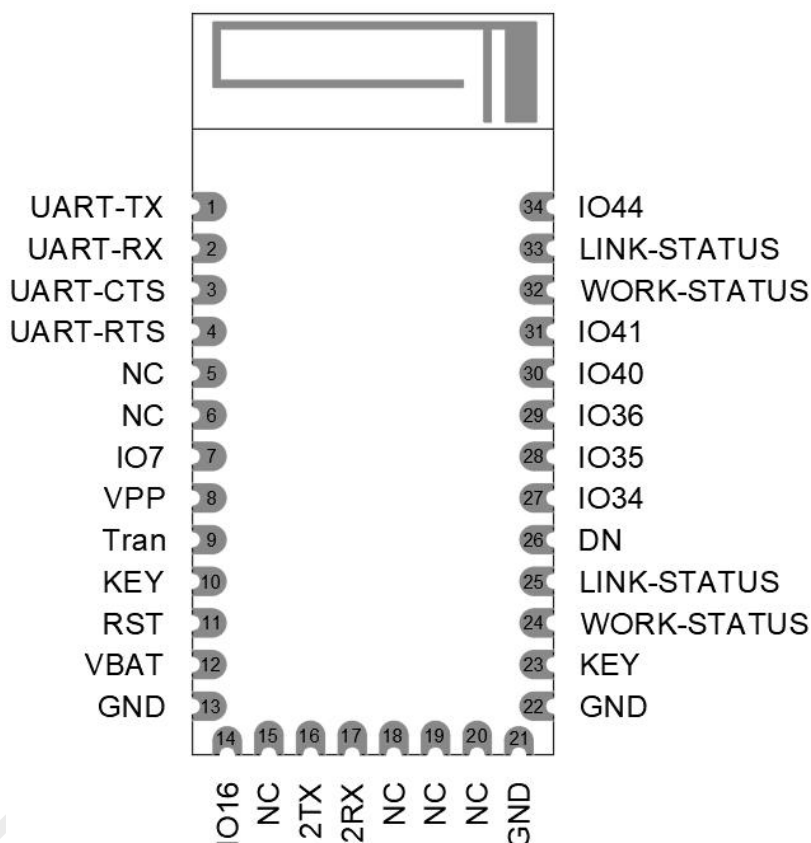 UART-TX 1 34 IO44
UART-RX 2 33 LINK-STATUS
UART-CTS 3 32 WORK-STATUS
UART-RTS 4 31 IO41
NC 5 30 IO40
NC 6 29 IO36
IO7 7 28 IO35
VPP 8 27 IO34
Tran 9 26 DN
KEY 10 25 LINK-STATUS
RST 11 24 WORK-STATUS
VBAT 12 23 KEY
GND 13 22 GND
14 15 16 17 18 19 20 21
IO16 NC 2TX 2RX NC NC NC GND